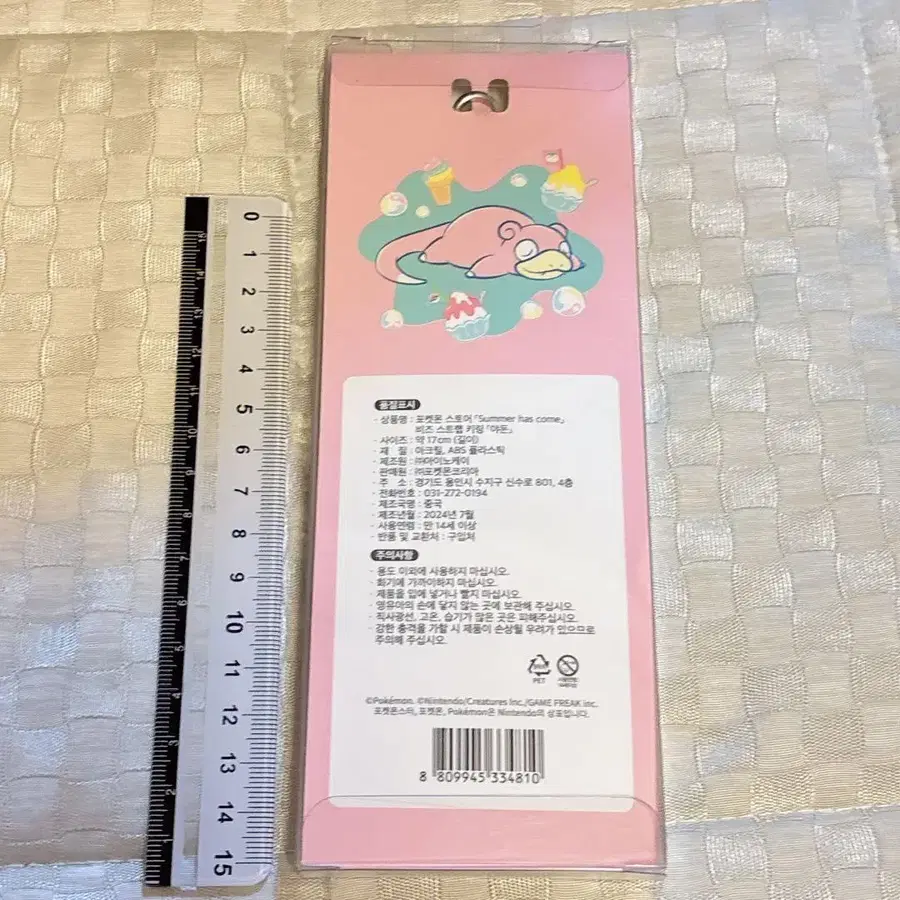 0
1
2
3
4
5
6
7
8
9
10
11
12
13
14
15
품질표시
· 상품명 : 포켓몬 스토어 「Summer has come」
비즈 스트랩 키링 「야돈」
· 사이즈 : 약 17cm (길이)
· 재 질 : 아크릴, ABS 플라스틱
· 제조원 : ㈜아이노케이
· 판매원 : ㈜포켓몬코리아
· 주 소 : 경기도 용인시 수지구 신수로 801, 4층
· 전화번호 : 031-272-0194
· 제조국명 : 중국
· 제조년월 : 2024년 7월
· 사용연령 : 만 14세 이상
· 반품 및 교환처 : 구입처
주의사항
· 용도 이외에 사용하지 마십시오.
· 화기에 가까이하지 마십시오.
· 제품을 입에 넣거나 빨지 마십시오.
· 영유아의 손에 닿지 않는 곳에 보관해 주십시오.
· 직사광선, 고온, 습기가 많은 곳은 피해주십시오.
· 강한 충격을 가할 시 제품이 손상될 우려가 있으므로
주의해 주십시오.
PET
©Pokémon. ©Nintendo/Creatures Inc./GAME FREAK inc.
포켓몬스터, 포켓몬, Pokémon은 Nintendo의 상표입니다.
8 809945 334810